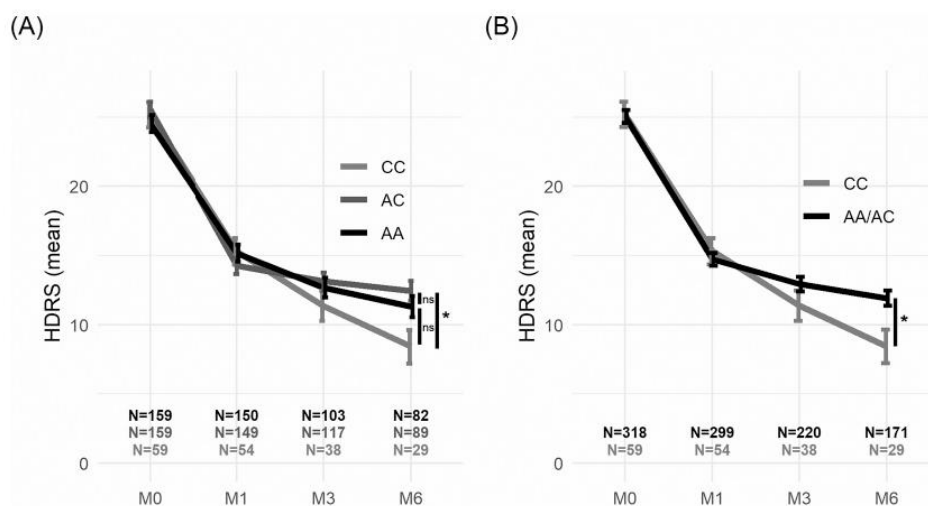 (A)
HDRS (mean)
20
10
0
CC
AC
AA
ns
ns
*
N=159 N=150 N=103 N=82
N=159 N=149 N=117 N=89
N=59 N=54 N=38 N=29
M0 M1 M3 M6
(B)
HDRS (mean)
20
10
0
CC
AA/AC
*
N=318 N=299 N=220 N=171
N=59 N=54 N=38 N=29
M0 M1 M3 M6